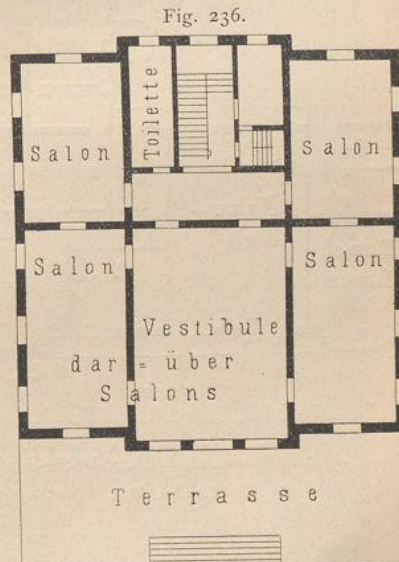 Fig. 236.
Toilette
Salon
Salon
Salon
Salon
Vestibule
dar = über
Salons
Terrasse